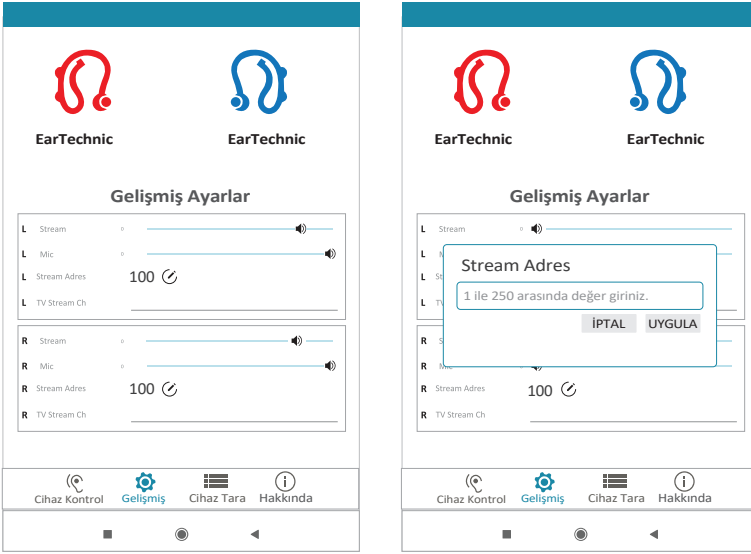 EarTechnic
EarTechnic
Gelişmiş Ayarlar
L Stream 0
L Mic 0
L Stream Adres 100
L TV Stream Ch
R Stream 0
R Mic 0
R Stream Adres 100
R TV Stream Ch
Cihaz Kontrol Gelişmiş Cihaz Tara Hakkında
EarTechnic
EarTechnic
Gelişmiş Ayarlar
L Stream 0
L
L
L
Stream Adres
1 ile 250 arasında değer giriniz.
İPTAL UYGULA
R
R
R Stream Adres 100
R TV Stream Ch
Cihaz Kontrol Gelişmiş Cihaz Tara Hakkında